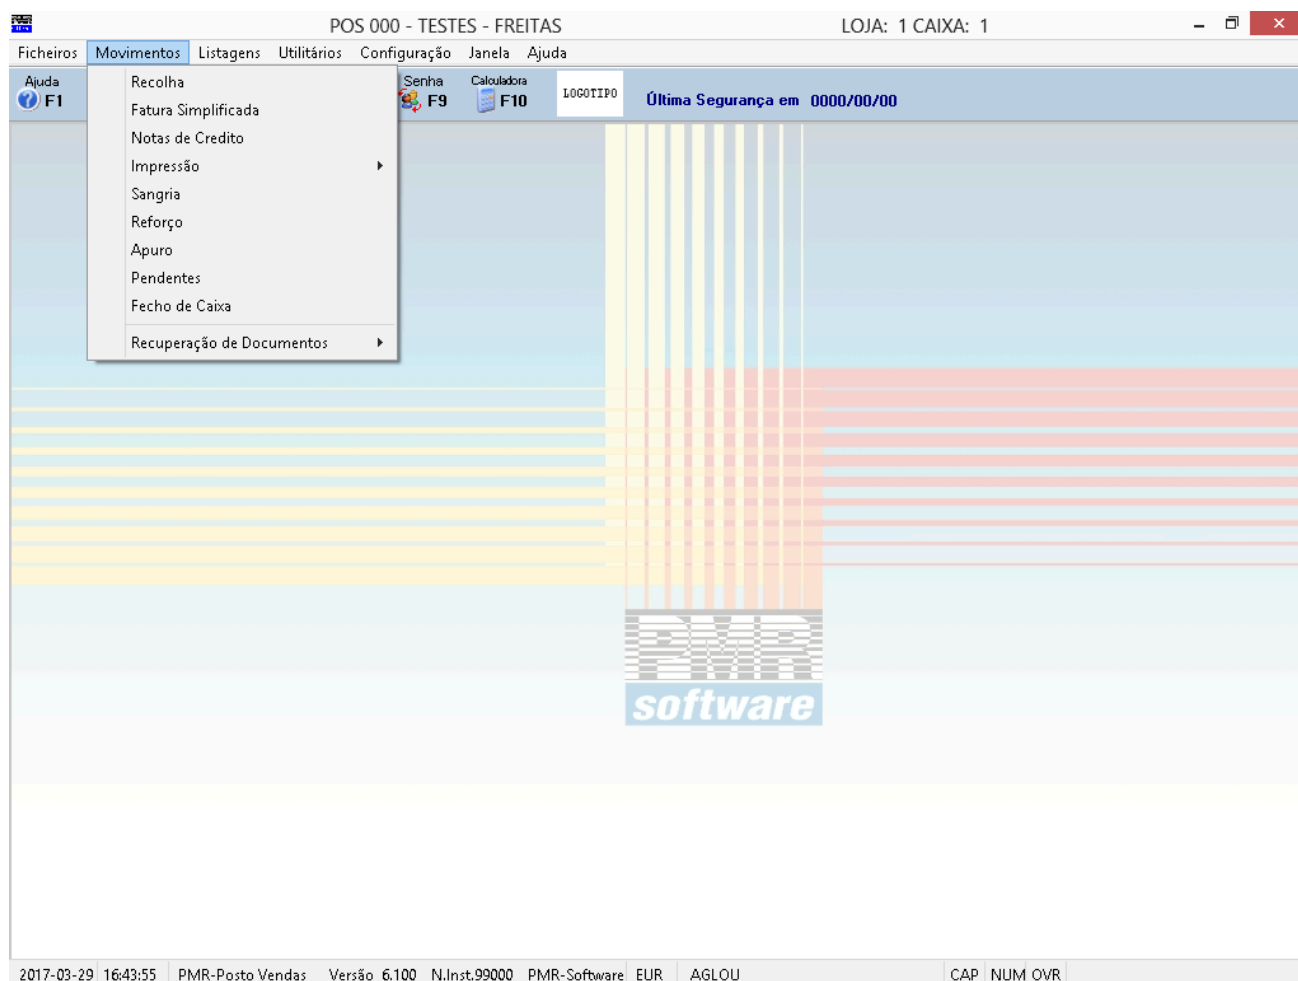 POS 000 - TESTES - FREITAS LOJA: 1 CAIXA: 1
Ficheiros Movimentos Listagens Utilitários Configuração Janela Ajuda
Ajuda Senha Calculadora
F1 F9 F10 LOGOTIPO Última Segurança em 0000/00/00
Recolha
Fatura Simplificada
Notas de Credito
Impressão
Sangria
Reforço
Apuro
Pendentes
Fecho de Caixa
Recuperação de Documentos
PMR
software
2017-03-29 16:43:55 PMR-Posto Vendas Versão 6.100 N.Inst.99000 PMR-Software EUR AGLOU CAP NUM OVR